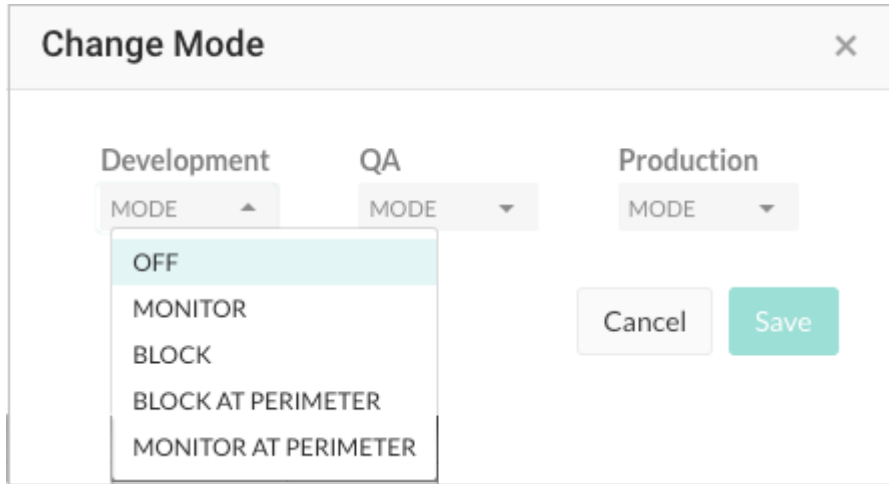 Change Mode ×
Development QA Production
MODE MODE MODE
OFF
MONITOR
BLOCK
BLOCK AT PERIMETER
MONITOR AT PERIMETER
Cancel Save